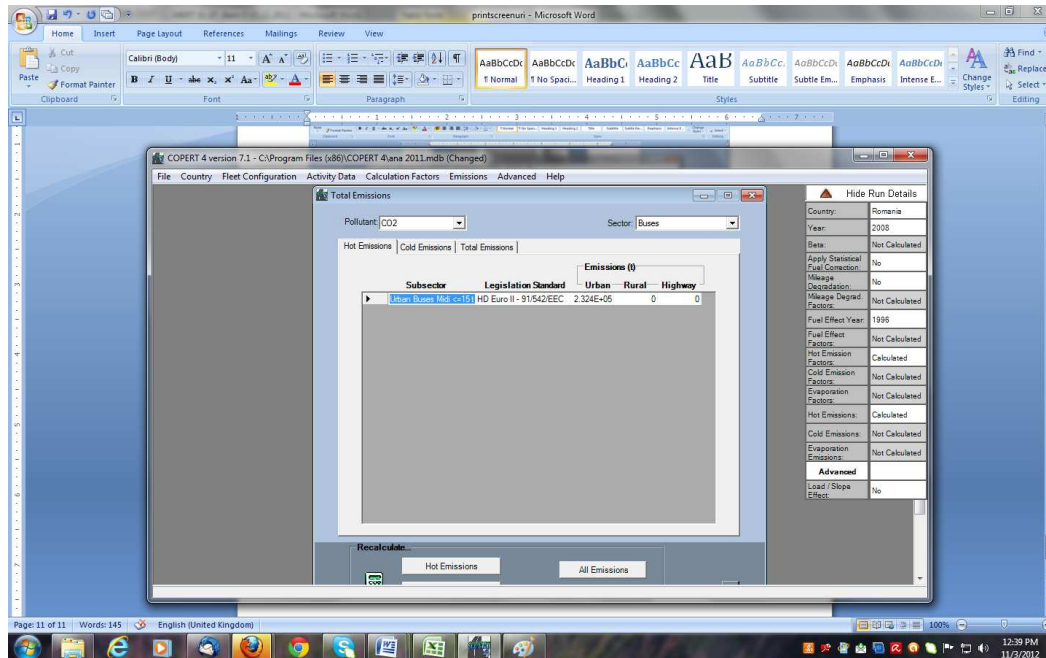 printscreenuri - Microsoft Word
Home Insert Page Layout References Mailings Review View
Cut
Copy
Format Painter
Paste
Clipboard
Calibri (Body) 11
Font
Paragraph
AaBbCcDc AaBbCcDc AaBbC AaBbCc AaB AaBbCc. AaBbCcDi AaBbCcDi AaBbCcDi
¶ Normal ¶ No Spaci... Heading 1 Heading 2 Title Subtitle Subtle Em... Emphasis Intense E...
Change Styles
Styles
Find
Replace
Select
Editing
COPERT 4 version 7.1 - C:\Program Files (x86)\COPERT 4\ana 2011.mdb (Changed)
File Country Fleet Configuration Activity Data Calculation Factors Emissions Advanced Help
Total Emissions
Pollutant: CO2 Sector: Buses
Hot Emissions Cold Emissions Total Emissions
Emissions (t)
Subsector Legislation Standard Urban Rural Highway
Urban Buses Midi <=15 t HD Euro II - 91/542/EEC 2.324E+05 0 0
Recalculate...
Hot Emissions All Emissions
Hide Run Details
Country: Romania
Year: 2008
Beta: Not Calculated
Apply Statistical Fuel Correction: No
Mileage Degradation: No
Mileage Degrad. Factors: Not Calculated
Fuel Effect Year: 1996
Fuel Effect Factors: Not Calculated
Hot Emission Factors: Calculated
Cold Emission Factors: Not Calculated
Evaporation Factors: Not Calculated
Hot Emissions: Calculated
Cold Emissions: Not Calculated
Evaporation Emissions: Not Calculated
Advanced
Load / Slope Effect: No
Page: 11 of 11 Words: 145 English (United Kingdom) 100%
12:39 PM
11/3/2012